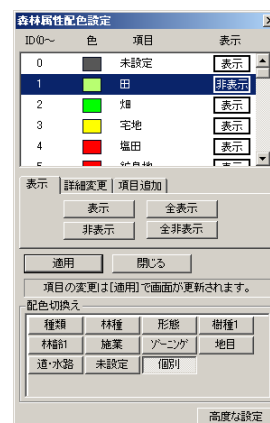 森林属性配色設定
ID(0～ 色 項目 表示
0 未設定 表示
1 田 非表示
2 畑 表示
3 宅地 表示
4 塩田 表示
表示 詳細変更 項目追加
表示 全表示
非表示 全非表示
適用 閉じる
項目の変更は[適用]で画面が更新されます。
配色切換え
種類 林種 形態 樹種1
林齢1 施業 ゾーニング 地目
道・水路 未設定 個別
高度な設定